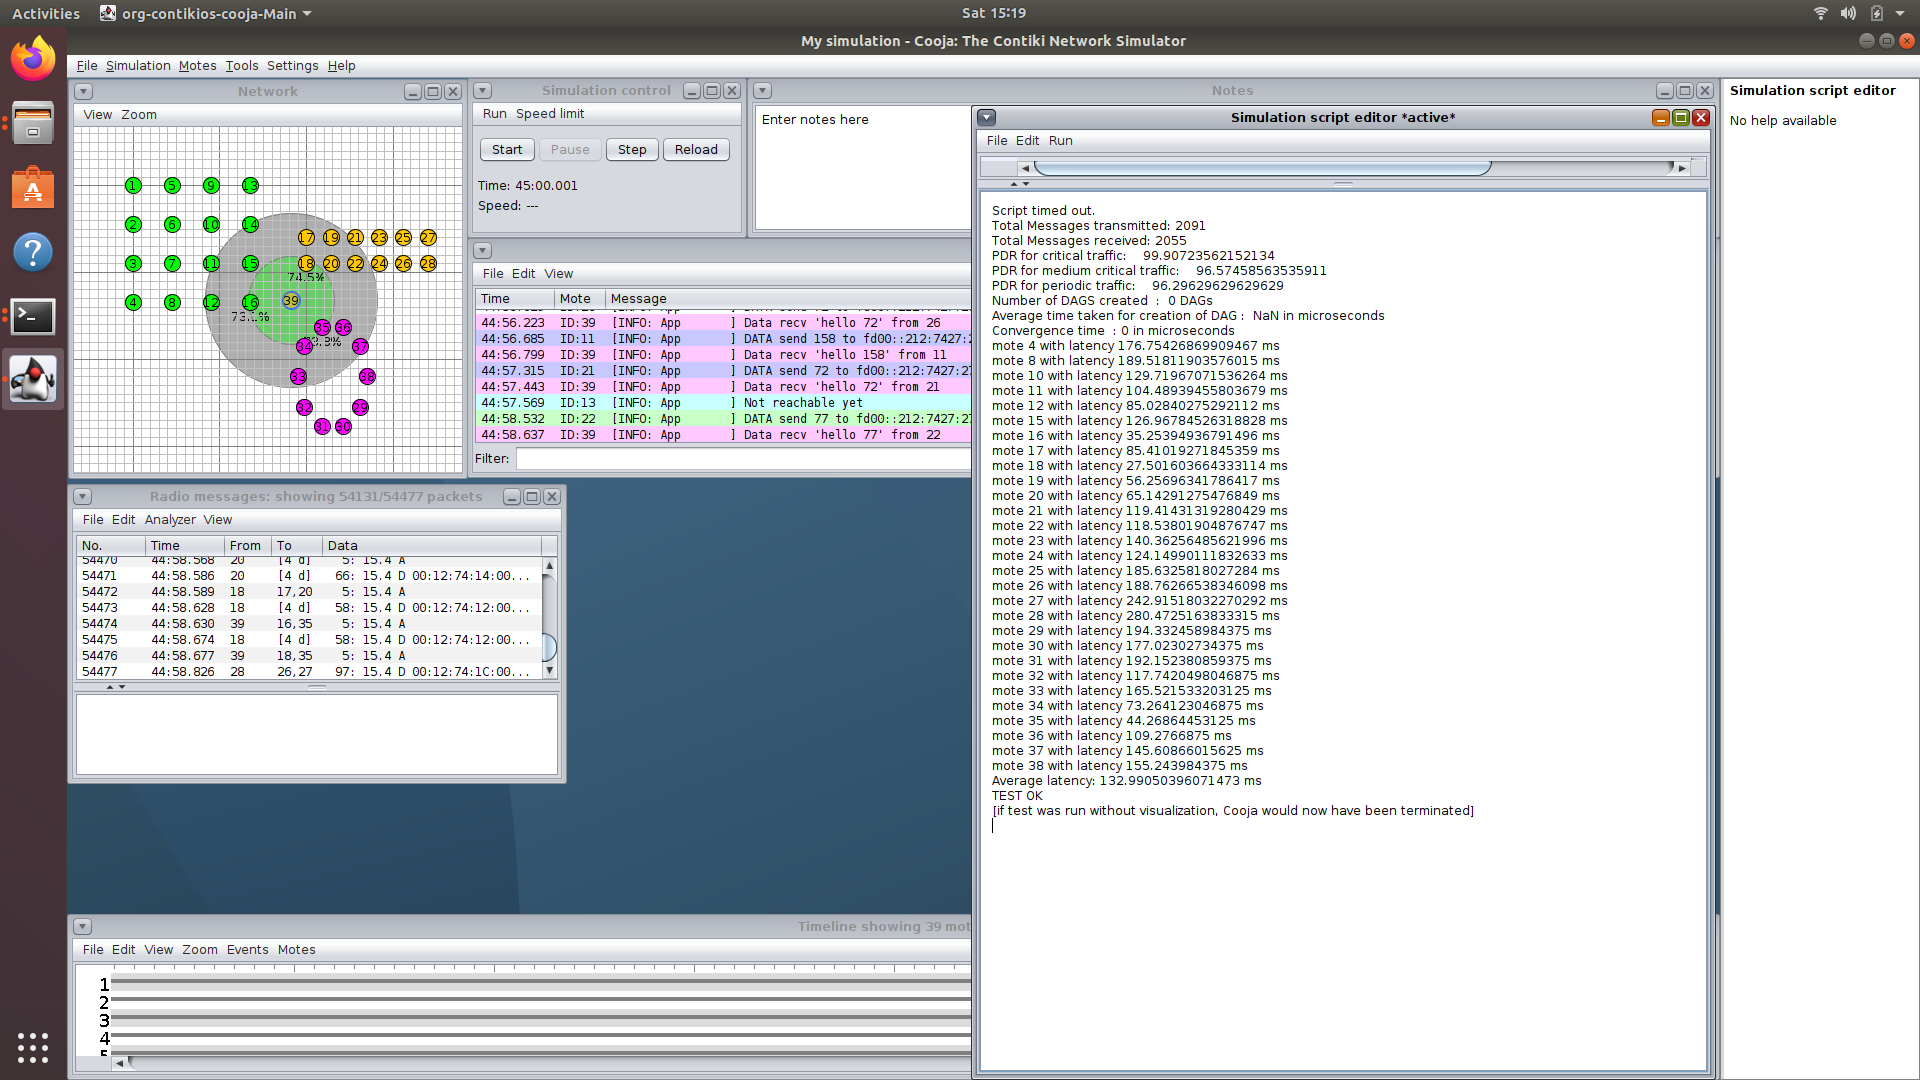 Activities
org-contikios-cooja-Main
Sat 15:19
My simulation - Cooja: The Contiki Network Simulator
File Simulation Motes Tools Settings Help
Network
View Zoom
1 5 9 13
2 6 10 14
17 19 21 23 25 27
3 7 11 15 18 20 22 24 26 28
74.5%
4 8 12 16 39
35 36
34 37
33 38
32 29
31 30
Simulation control
Run Speed limit
Start Pause Step Reload
Time: 45:00.001
Speed: ---
Notes
Enter notes here
File Edit View
Time Mote Message
44:56.223 ID:39 [INFO: App ] Data recv 'hello 72' from 26
44:56.685 ID:11 [INFO: App ] DATA send 158 to fd00::212:7427:2
44:56.799 ID:39 [INFO: App ] Data recv 'hello 158' from 11
44:57.315 ID:21 [INFO: App ] DATA send 72 to fd00::212:7427:27
44:57.443 ID:39 [INFO: App ] Data recv 'hello 72' from 21
44:57.569 ID:13 [INFO: App ] Not reachable yet
44:58.532 ID:22 [INFO: App ] DATA send 77 to fd00::212:7427:27
44:58.637 ID:39 [INFO: App ] Data recv 'hello 77' from 22
Filter:
Radio messages: showing 54131/54477 packets
File Edit Analyzer View
No. Time From To Data
54470 44:58.568 20 [4 d] 5: 15.4 A
54471 44:58.586 20 [4 d] 66: 15.4 D 00:12:74:14:00...
54472 44:58.589 18 17,20 5: 15.4 A
54473 44:58.628 18 [4 d] 58: 15.4 D 00:12:74:12:00...
54474 44:58.630 39 16,35 5: 15.4 A
54475 44:58.674 18 [4 d] 58: 15.4 D 00:12:74:12:00...
54476 44:58.677 39 18,35 5: 15.4 A
54477 44:58.826 28 26,27 97: 15.4 D 00:12:74:1C:00...
Timeline showing 39 mot
File Edit View Zoom Events Motes
1
2
3
4
5
Simulation script editor *active*
File Edit Run
Script timed out.
Total Messages transmitted: 2091
Total Messages received: 2055
PDR for critical traffic: 99.90723562152134
PDR for medium critical traffic: 96.57458563535911
PDR for periodic traffic: 96.29629629629629
Number of DAGS created : 0 DAGs
Average time taken for creation of DAG : NaN in microseconds
Convergence time : 0 in microseconds
mote 4 with latency 176.75426869909467 ms
mote 8 with latency 189.51811903576015 ms
mote 10 with latency 129.71967071536264 ms
mote 11 with latency 104.48939455803679 ms
mote 12 with latency 85.02840275292112 ms
mote 15 with latency 126.96784526318828 ms
mote 16 with latency 35.25394936791496 ms
mote 17 with latency 85.41019271845359 ms
mote 18 with latency 27.501603664333114 ms
mote 19 with latency 56.25696341786417 ms
mote 20 with latency 65.14291275476849 ms
mote 21 with latency 119.41431319280429 ms
mote 22 with latency 118.53801904876747 ms
mote 23 with latency 140.36256485621996 ms
mote 24 with latency 124.14990111832633 ms
mote 25 with latency 185.6325818027284 ms
mote 26 with latency 188.76266538346098 ms
mote 27 with latency 242.91518032270292 ms
mote 28 with latency 280.4725163833315 ms
mote 29 with latency 194.332458984375 ms
mote 30 with latency 177.02302734375 ms
mote 31 with latency 192.152380859375 ms
mote 32 with latency 117.7420498046875 ms
mote 33 with latency 165.521533203125 ms
mote 34 with latency 73.264123046875 ms
mote 35 with latency 44.26864453125 ms
mote 36 with latency 109.2766875 ms
mote 37 with latency 145.60866015625 ms
mote 38 with latency 155.243984375 ms
Average latency: 132.99050396071473 ms
TEST OK
[if test was run without visualization, Cooja would now have been terminated]
Simulation script editor
No help available